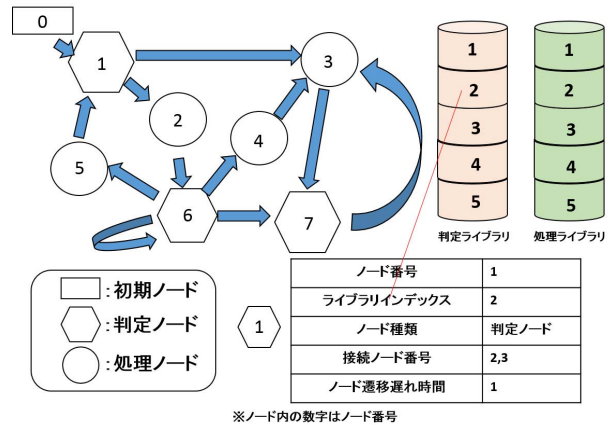 0
1
3
2
4
5
6
7
1
2
3
4
5
判定ライブラリ
1
2
3
4
5
処理ライブラリ
:初期ノード
:判定ノード
:処理ノード
1
ノード番号 1
ライブラリインデックス 2
ノード種類 判定ノード
接続ノード番号 2,3
ノード遷移遅れ時間 1
※ノード内の数字はノード番号